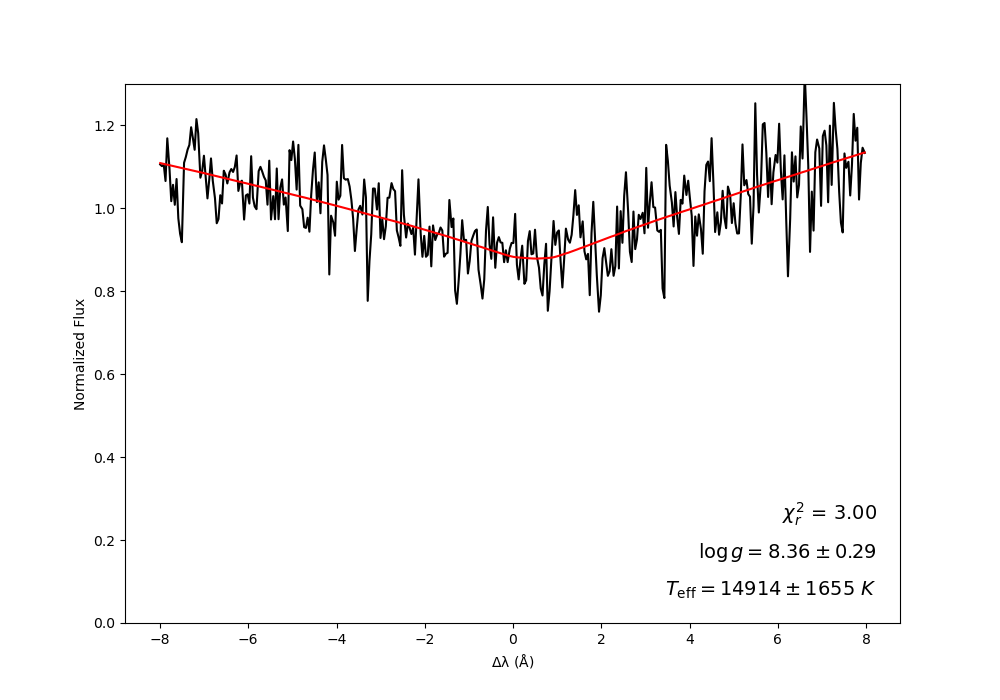 1.2
1.0
0.8
0.6
0.4
0.2
0.0
Normalized Flux
χ²ᵣ = 3.00
log g = 8.36 ± 0.29
T_eff = 14914 ± 1655 K
−8 −6 −4 −2 0 2 4 6 8
Δλ (Å)